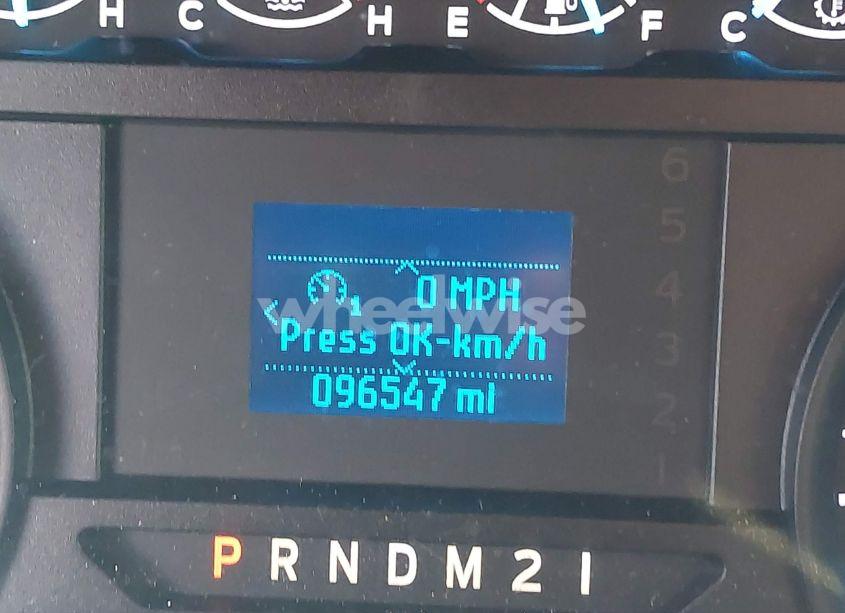 H C H E F C
6
5
4
3
2
1
0 MPH
wheelwise
Press OK-km/h
096547 mi
P R N D M 2 1